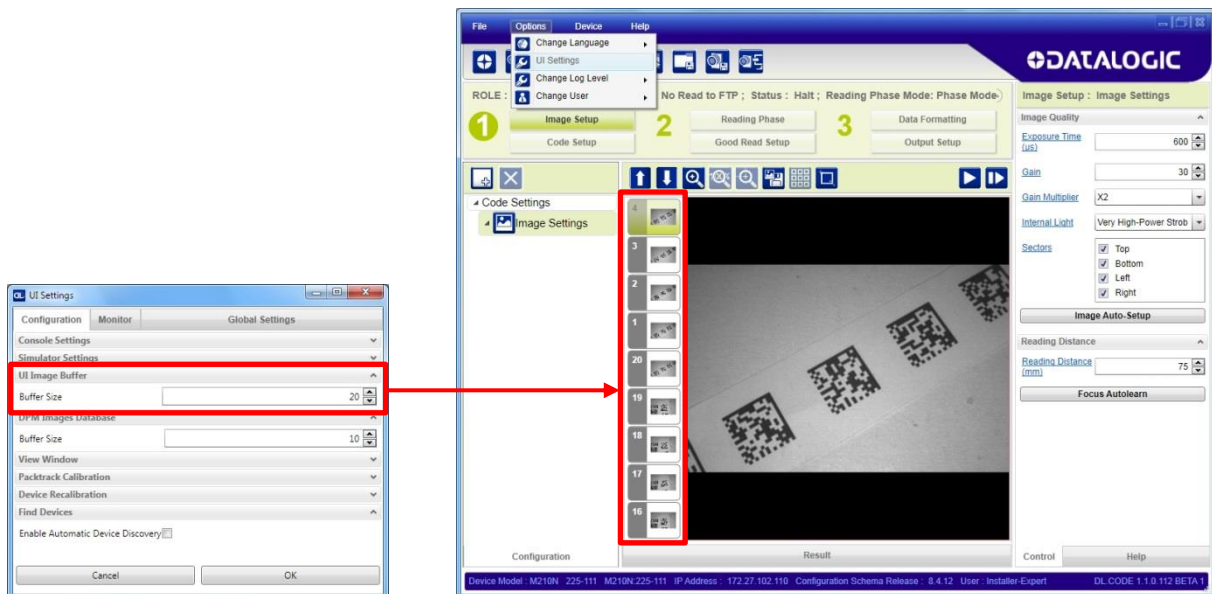 UI Settings
Configuration Monitor Global Settings
Console Settings
Simulator Settings
UI Image Buffer
Buffer Size 20
DPM Images Database
Buffer Size 10
View Window
Packtrack Calibration
Device Recalibration
Find Devices
Enable Automatic Device Discovery
Cancel OK
File Options Device Help
Change Language
UI Settings
Change Log Level
Change User
DATALOGIC
ROLE : No Read to FTP ; Status : Halt ; Reading Phase Mode: Phase Mode
1 Image Setup 2 Reading Phase 3 Data Formatting
Code Setup Good Read Setup Output Setup
Code Settings
Image Settings
4
3
2
1
20
19
18
17
16
Configuration Result
Image Setup : Image Settings
Image Quality
Exposure Time (us) 600
Gain 30
Gain Multiplier X2
Internal Light Very High-Power Strob
Sectors Top
Bottom
Left
Right
Image Auto-Setup
Reading Distance
Reading Distance (mm) 75
Focus Autolearn
Control Help
Device Model : M210N 225-111 M210N:225-111 IP Address : 172.27.102.110 Configuration Schema Release : 8.4.12 User : Installer-Expert DL.CODE 1.1.0.112 BETA 1